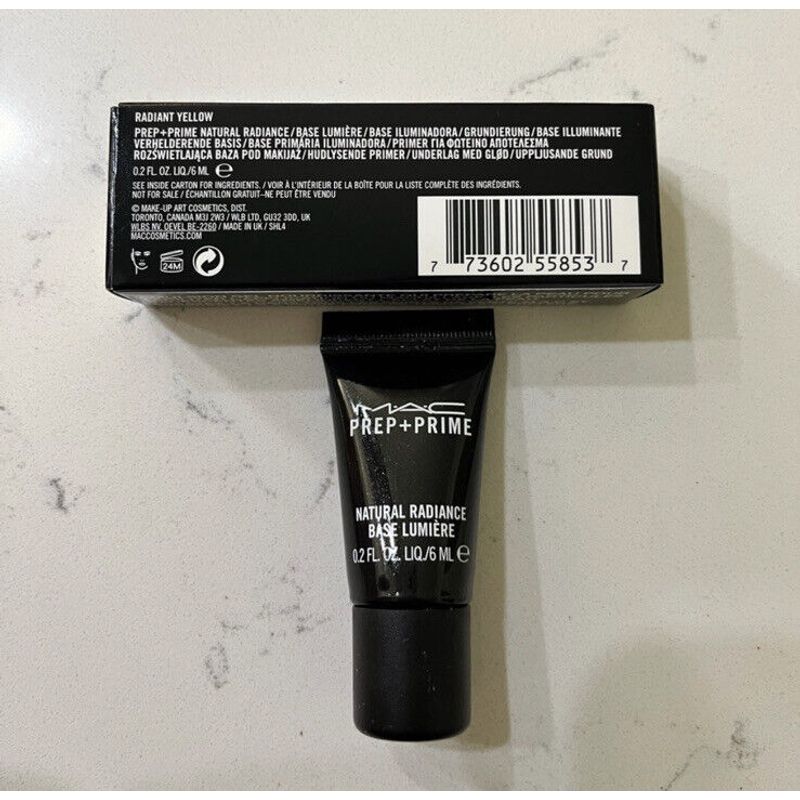 RADIANT YELLOW
PREP+PRIME NATURAL RADIANCE/BASE LUMIÈRE/BASE ILUMINADORA/GRUNDIERUNG/BASE ILLUMINANTE
VERHELDERENDE BASIS/BASE PRIMÁRIA ILUMINADORA/PRIMER ΓΙΑ ΦΩΤΕΙΝΟ ΑΠΟΤΕΛΕΣΜΑ
ROZŚWIETLAJĄCA BAZA POD MAKIJAŻ/HUDLYSENDE PRIMER/UNDERLAG MED GLØD/UPPLJUSANDE GRUND
0.2 FL. OZ. LIQ./6 ML ℮
SEE INSIDE CARTON FOR INGREDIENTS. / VOIR À L'INTÉRIEUR DE LA BOÎTE POUR LA LISTE COMPLÈTE DES INGRÉDIENTS.
NOT FOR SALE / ÉCHANTILLON GRATUIT–NE PEUT ÊTRE VENDU
© MAKE-UP ART COSMETICS, DIST.
TORONTO, CANADA M3J 2W3 / WLB LTD, GU32 3DD, UK
WLBS NV, OEVEL BE-2260 / MADE IN UK / SHL4
MACCOSMETICS.COM
24M
7 73602 55853 7
M·A·C
PREP+PRIME
NATURAL RADIANCE
BASE LUMIÈRE
0.2 FL. OZ. LIQ./6 ML ℮